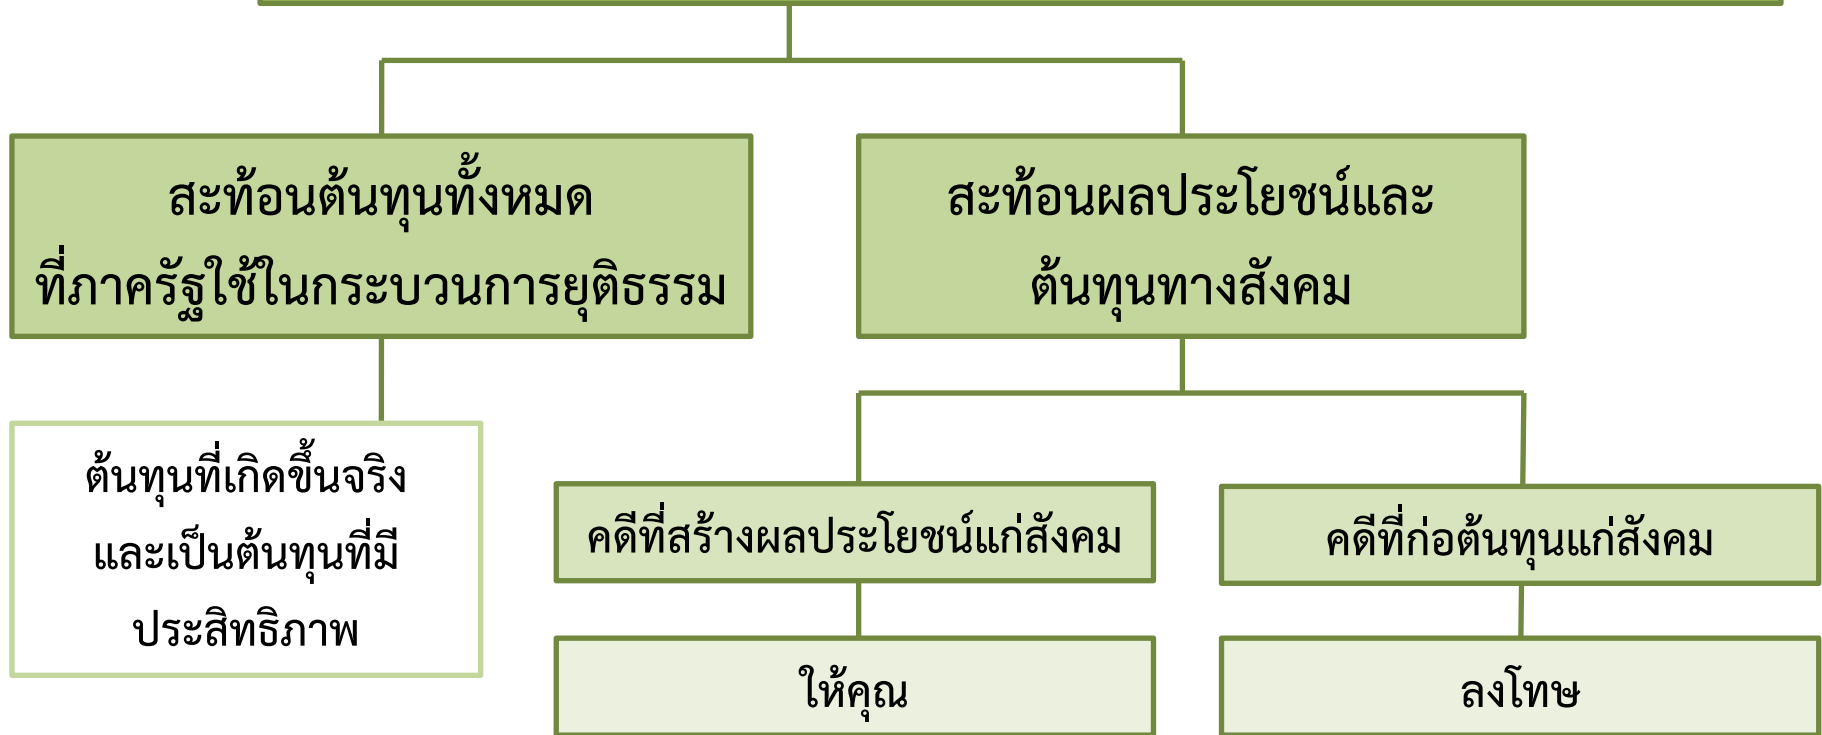 สะท้อนต้นทุนทั้งหมด
ที่ภาครัฐใช้ในกระบวนการยุติธรรม
สะท้อนผลประโยชน์และ
ต้นทุนทางสังคม
ต้นทุนที่เกิดขึ้นจริง
และเป็นต้นทุนที่มี
ประสิทธิภาพ
คดีที่สร้างผลประโยชน์แก่สังคม
คดีที่ก่อต้นทุนแก่สังคม
ให้คุณ
ลงโทษ